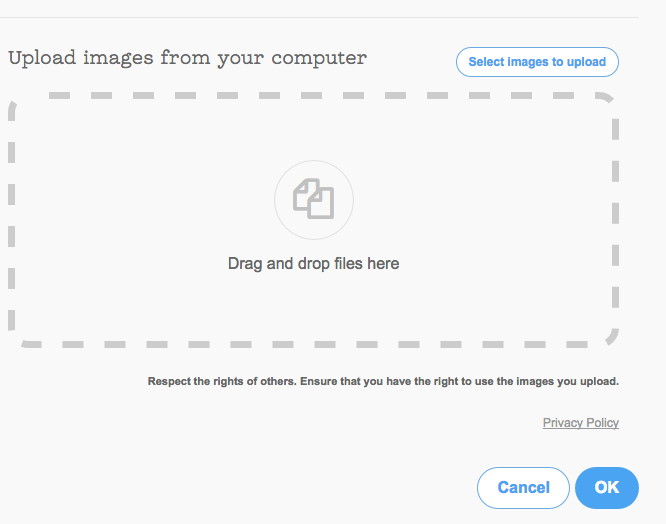 Upload images from your computer
Select images to upload
Drag and drop files here
Respect the rights of others. Ensure that you have the right to use the images you upload.
Privacy Policy
Cancel
OK